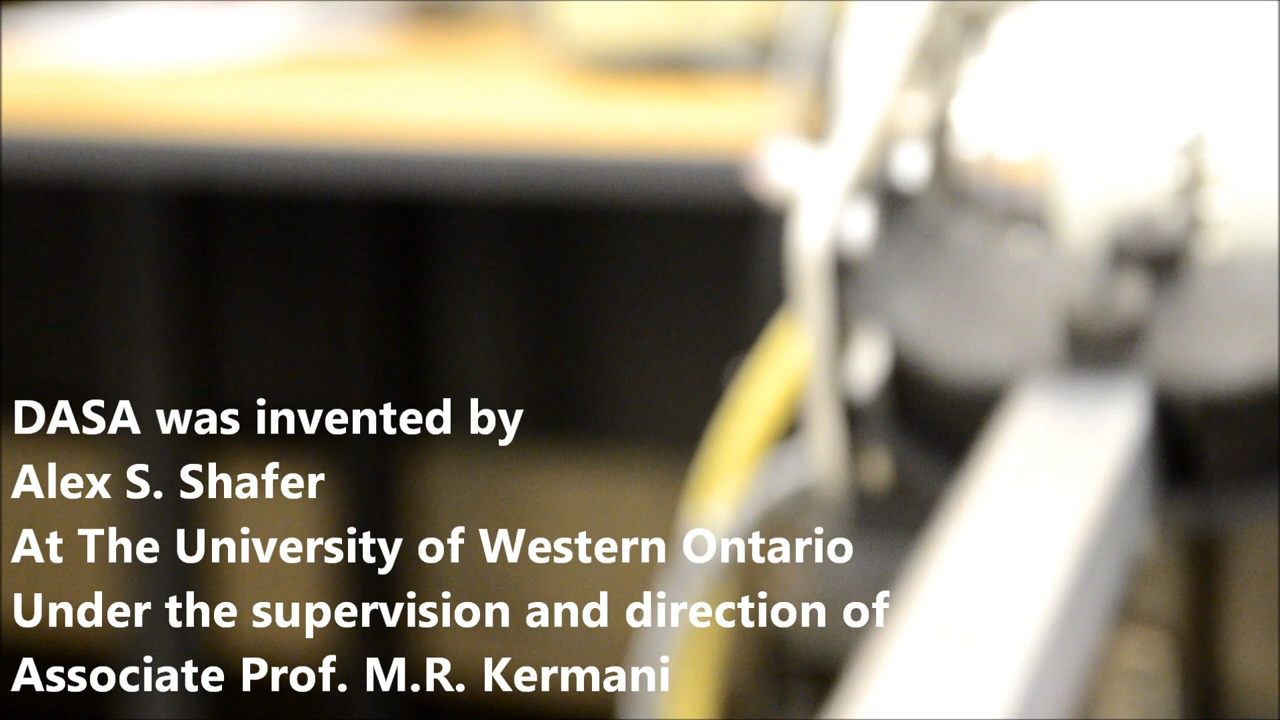 DASA was invented by
Alex S. Shafer
At The University of Western Ontario
Under the supervision and direction of
Associate Prof. M.R. Kermani